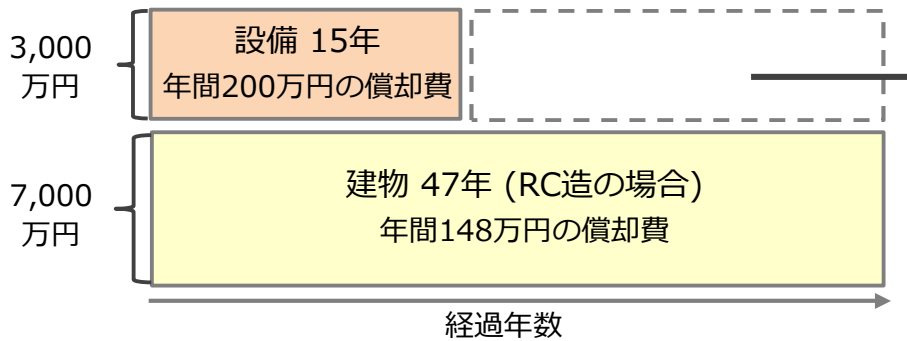 3,000
万円
設備 15年
年間200万円の償却費
7,000
万円
建物 47年 (RC造の場合)
年間148万円の償却費
経過年数